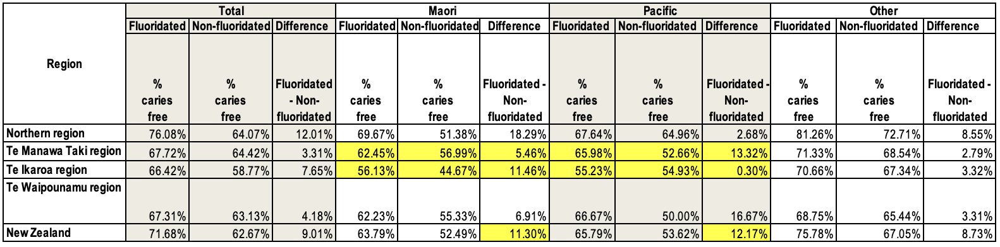 Total Maori Pacific Other
Fluoridated Non-fluoridated Difference Fluoridated Non-fluoridated Difference Fluoridated Non-fluoridated Difference Fluoridated Non-fluoridated Difference
Region
% % Fluoridated % % Fluoridated - % % Fluoridated - % % Fluoridated -
caries caries - Non- caries caries Non- caries caries Non- caries caries Non-
free free fluoridated free free fluoridated free free fluoridated free free fluoridated
Northern region 76.08% 64.07% 12.01% 69.67% 51.38% 18.29% 67.64% 64.96% 2.68% 81.26% 72.71% 8.55%
Te Manawa Taki region 67.72% 64.42% 3.31% 62.45% 56.99% 5.46% 65.98% 52.66% 13.32% 71.33% 68.54% 2.79%
Te Ikaroa region 66.42% 58.77% 7.65% 56.13% 44.67% 11.46% 55.23% 54.93% 0.30% 70.66% 67.34% 3.32%
Te Waipounamu region
67.31% 63.13% 4.18% 62.23% 55.33% 6.91% 66.67% 50.00% 16.67% 68.75% 65.44% 3.31%
New Zealand 71.68% 62.67% 9.01% 63.79% 52.49% 11.30% 65.79% 53.62% 12.17% 75.78% 67.05% 8.73%